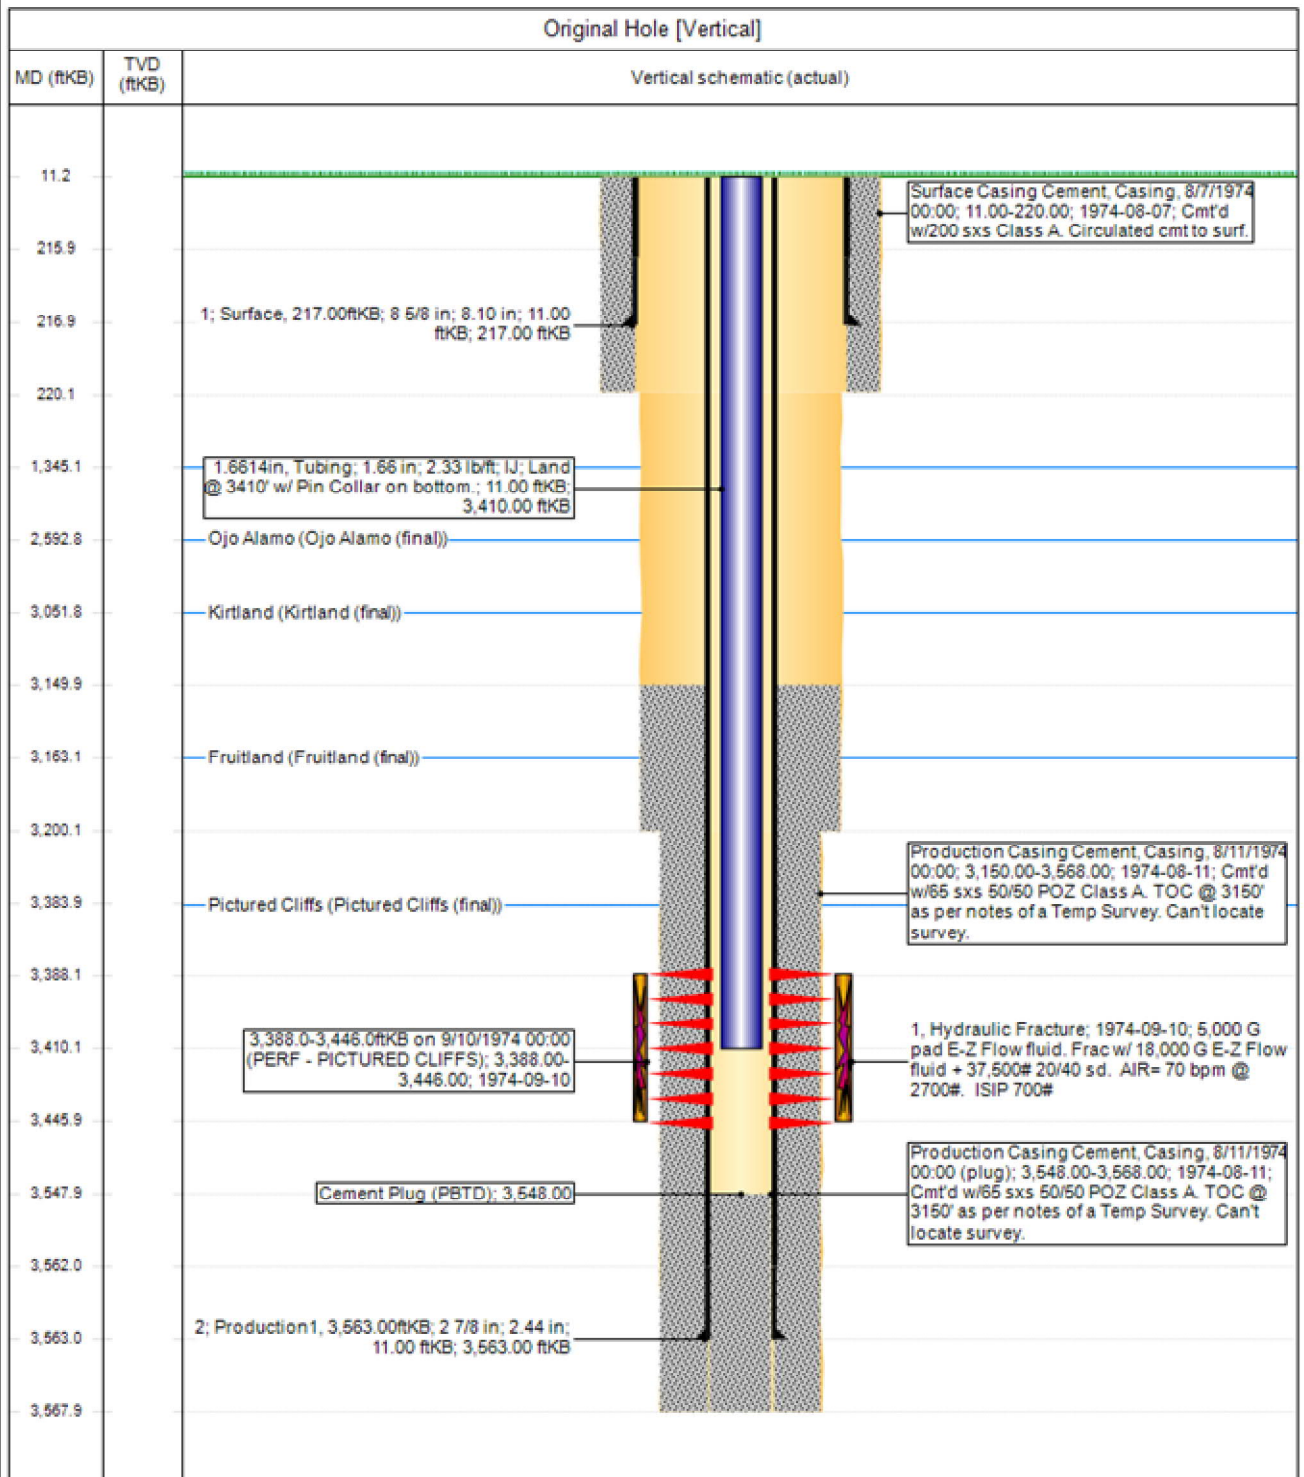 Original Hole [Vertical]
MD (ftKB)
TVD
(ftKB)
Vertical schematic (actual)
11.2
Surface Casing Cement, Casing, 8/7/1974
00:00; 11.00-220.00; 1974-08-07; Cmt'd
w/200 sxs Class A. Circulated cmt to surf.
215.9
1; Surface, 217.00ftKB; 8 5/8 in; 8.10 in; 11.00
ftKB; 217.00 ftKB
216.9
220.1
1,345.1
1.6614in, Tubing; 1.66 in; 2.33 lb/ft; IJ; Land
@ 3410' w/ Pin Collar on bottom.; 11.00 ftKB;
3,410.00 ftKB
2,592.8
Ojo Alamo (Ojo Alamo (final))
3,051.8
Kirtland (Kirtland (final))
3,149.9
3,163.1
Fruitland (Fruitland (final))
3,200.1
Production Casing Cement, Casing, 8/11/1974
00:00; 3,150.00-3,568.00; 1974-08-11; Cmt'd
w/65 sxs 50/50 POZ Class A. TOC @ 3150'
as per notes of a Temp Survey. Can't locate
survey.
3,383.9
Pictured Cliffs (Pictured Cliffs (final))
3,388.1
3,388.0-3,446.0ftKB on 9/10/1974 00:00
(PERF - PICTURED CLIFFS); 3,388.00-
3,446.00; 1974-09-10
1, Hydraulic Fracture; 1974-09-10; 5,000 G
pad E-Z Flow fluid. Frac w/ 18,000 G E-Z Flow
fluid + 37,500# 20/40 sd. AIR= 70 bpm @
2700#. ISIP 700#
3,410.1
3,445.9
Production Casing Cement, Casing, 8/11/1974
00:00 (plug); 3,548.00-3,568.00; 1974-08-11;
Cmt'd w/65 sxs 50/50 POZ Class A. TOC @
3150' as per notes of a Temp Survey. Can't
locate survey.
3,547.9
Cement Plug (PBTD); 3,548.00
3,562.0
2; Production1, 3,563.00ftKB; 2 7/8 in; 2.44 in;
11.00 ftKB; 3,563.00 ftKB
3,563.0
3,567.9